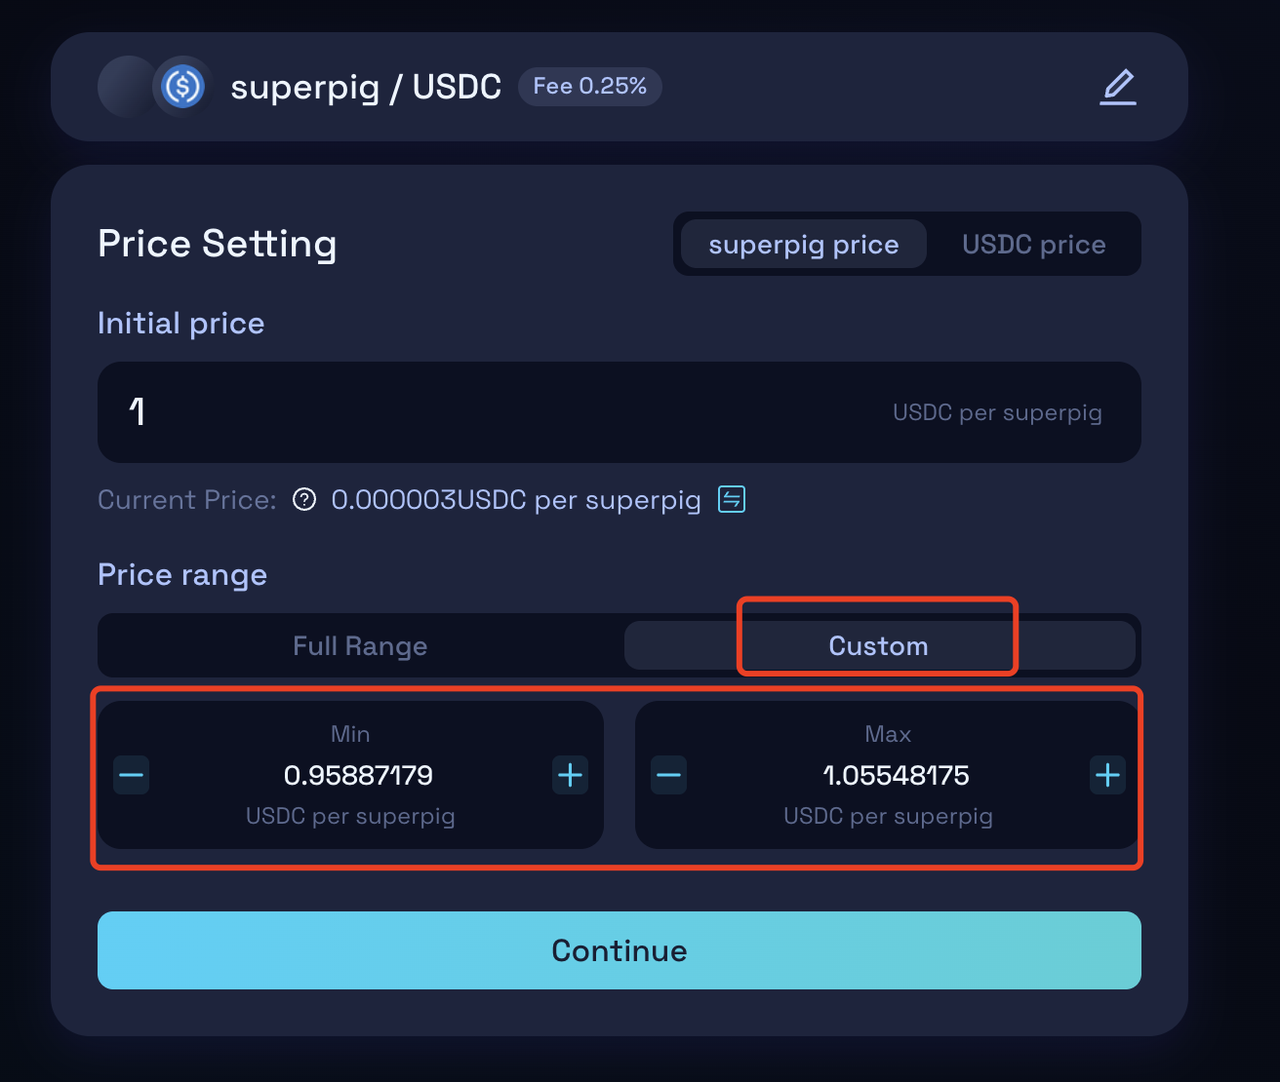 superpig / USDC Fee 0.25%
Price Setting superpig price USDC price
Initial price
1 USDC per superpig
Current Price: 0.000003USDC per superpig
Price range
Full Range Custom
Min Max
0.95887179 1.05548175
USDC per superpig USDC per superpig
Continue